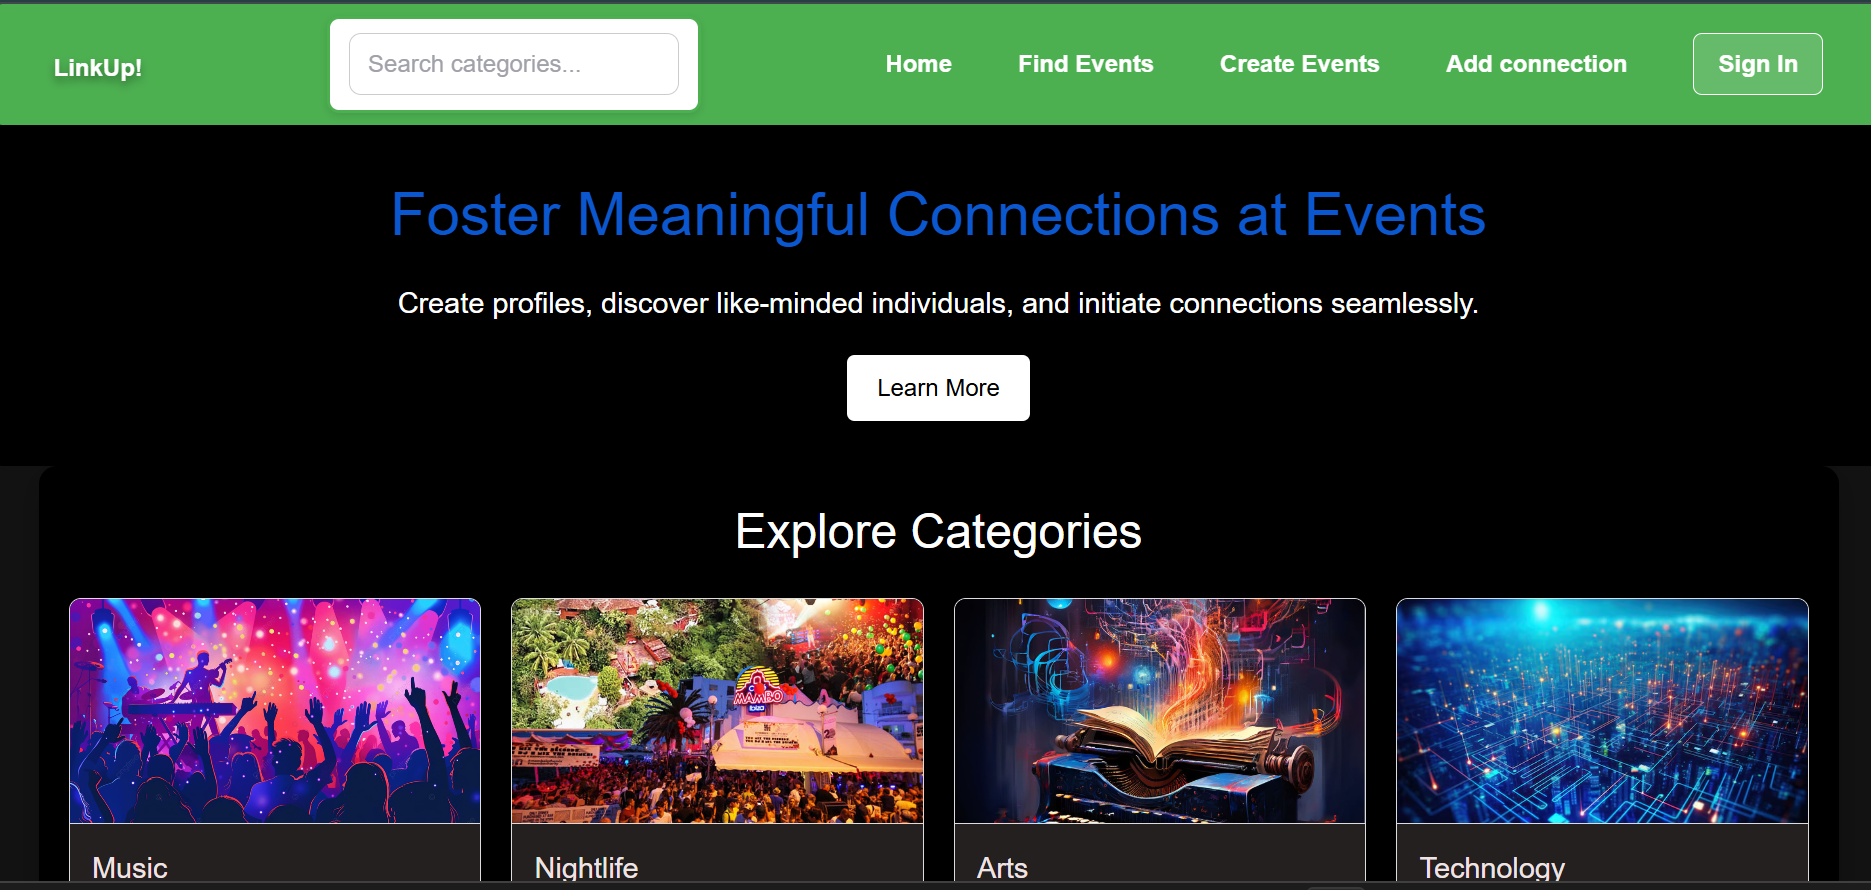 LinkUp!
Search categories...
Home
Find Events
Create Events
Add connection
Sign In
Foster Meaningful Connections at Events
Create profiles, discover like-minded individuals, and initiate connections seamlessly.
Learn More
Explore Categories
MAMBO
Music
Nightlife
Arts
Technology